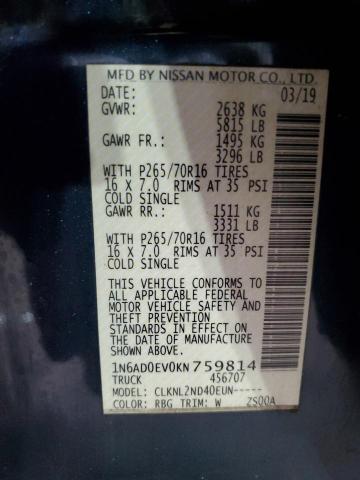 MFD BY NISSAN MOTOR CO., LTD.
DATE: 03/19
GVWR: 2638 KG
5815 LB
GAWR FR.: 1495 KG
3296 LB
WITH P265/70R16 TIRES
16 X 7.0 RIMS AT 35 PSI
COLD SINGLE
GAWR RR.: 1511 KG
3331 LB
WITH P265/70R16 TIRES
16 X 7.0 RIMS AT 35 PSI
COLD SINGLE
THIS VEHICLE CONFORMS TO
ALL APPLICABLE FEDERAL
MOTOR VEHICLE SAFETY AND
THEFT PREVENTION
STANDARDS IN EFFECT ON
THE DATE OF MANUFACTURE
SHOWN ABOVE.
1N6AD0EV0KN759814
TRUCK 456707
MODEL: CLKNL2ND40EUN-----
COLOR: RBG TRIM: W ZS00A